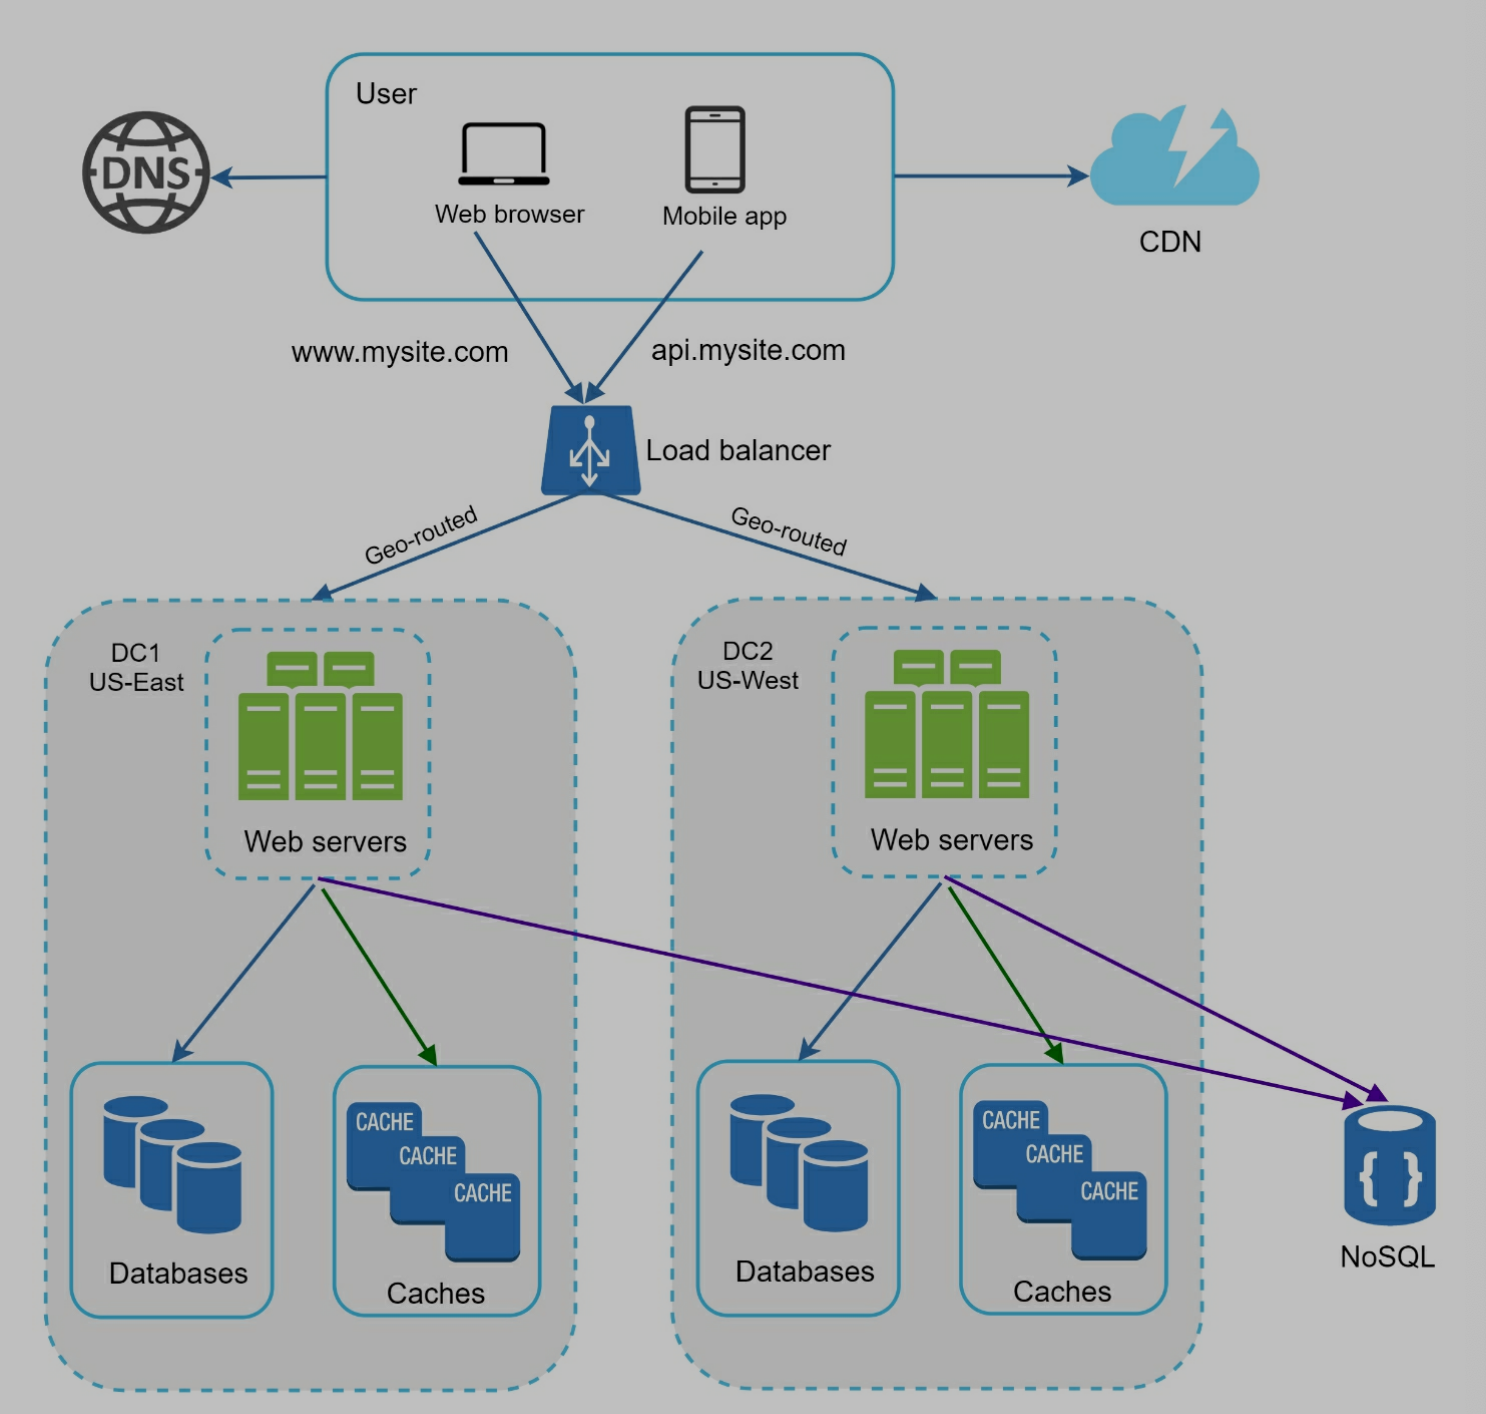 User
DNS
Web browser
Mobile app
CDN
www.mysite.com
api.mysite.com
Load balancer
Geo-routed
Geo-routed
DC1
US-East
Web servers
DC2
US-West
Web servers
CACHE
CACHE
CACHE
Databases
Caches
CACHE
CACHE
CACHE
Databases
Caches
{ }
NoSQL